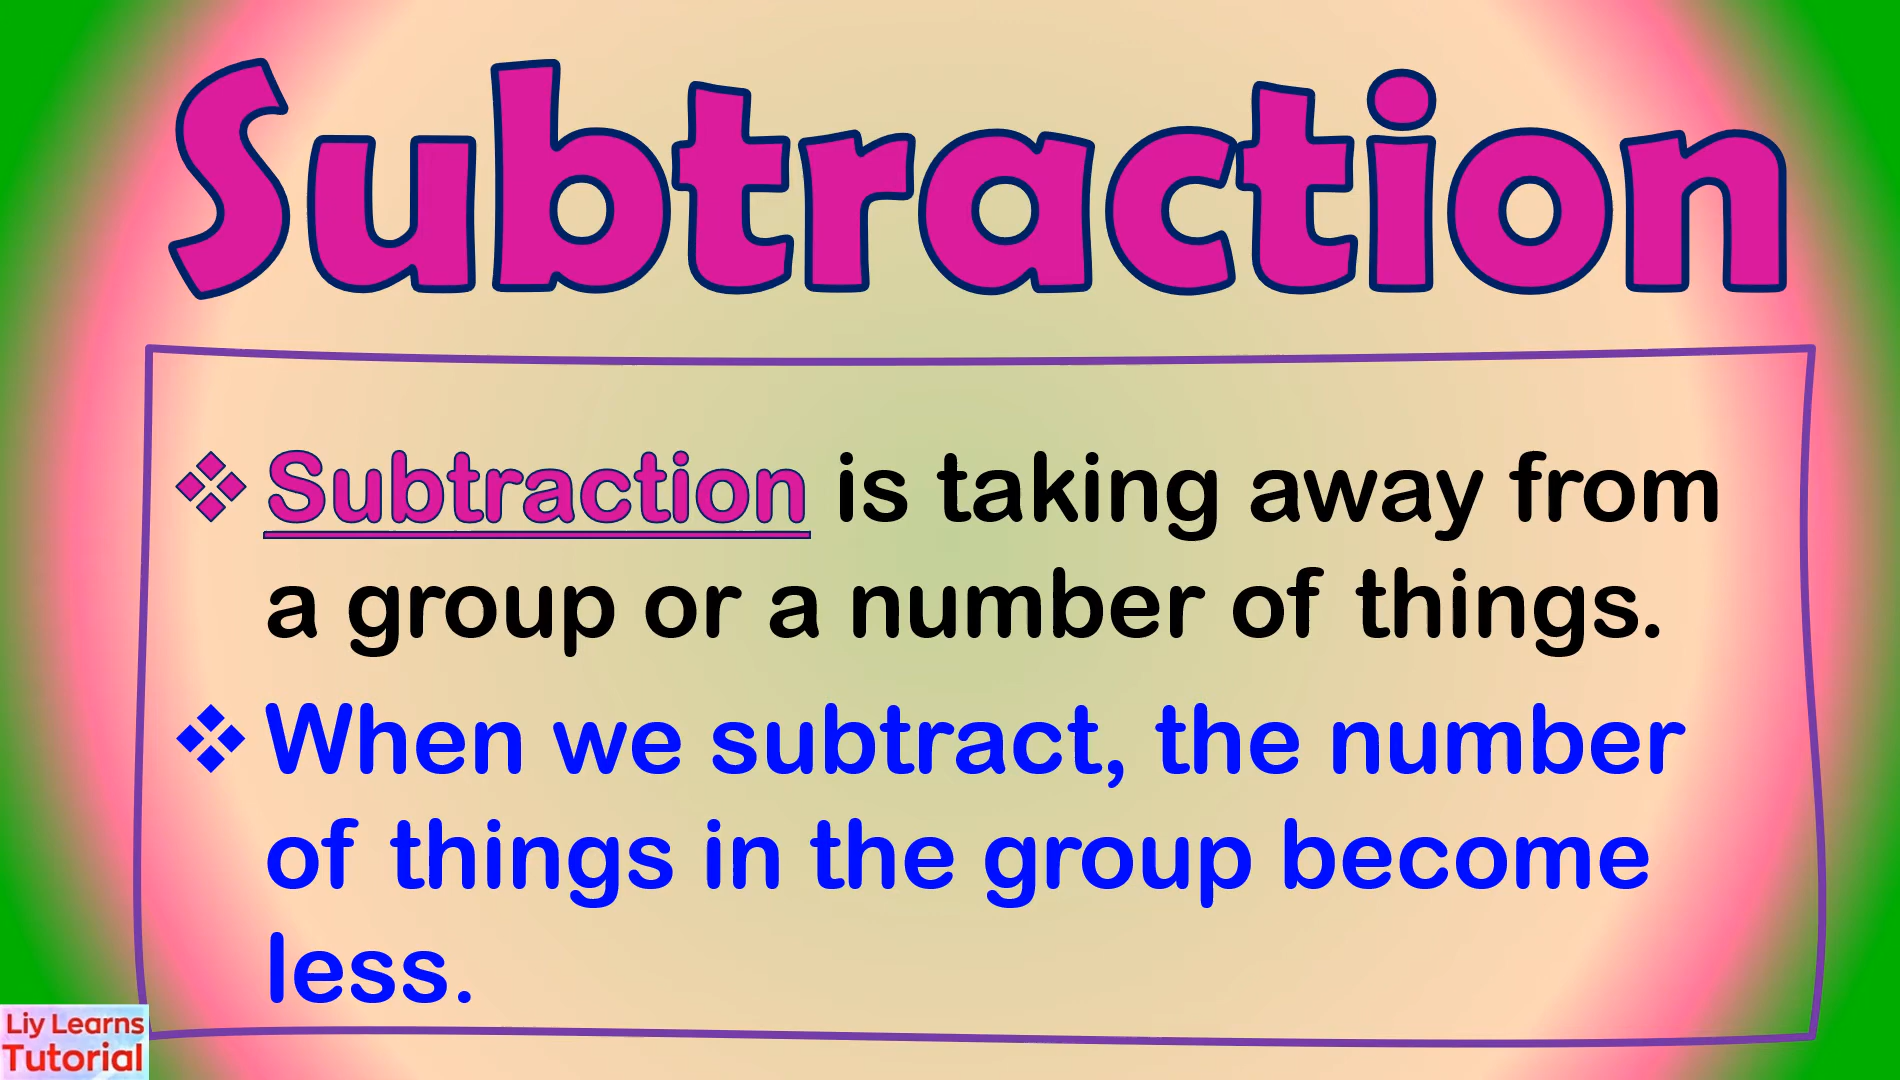 Subtraction
❖ Subtraction is taking away from
a group or a number of things.
❖ When we subtract, the number
of things in the group become
less.
Liy Learns
Tutorial